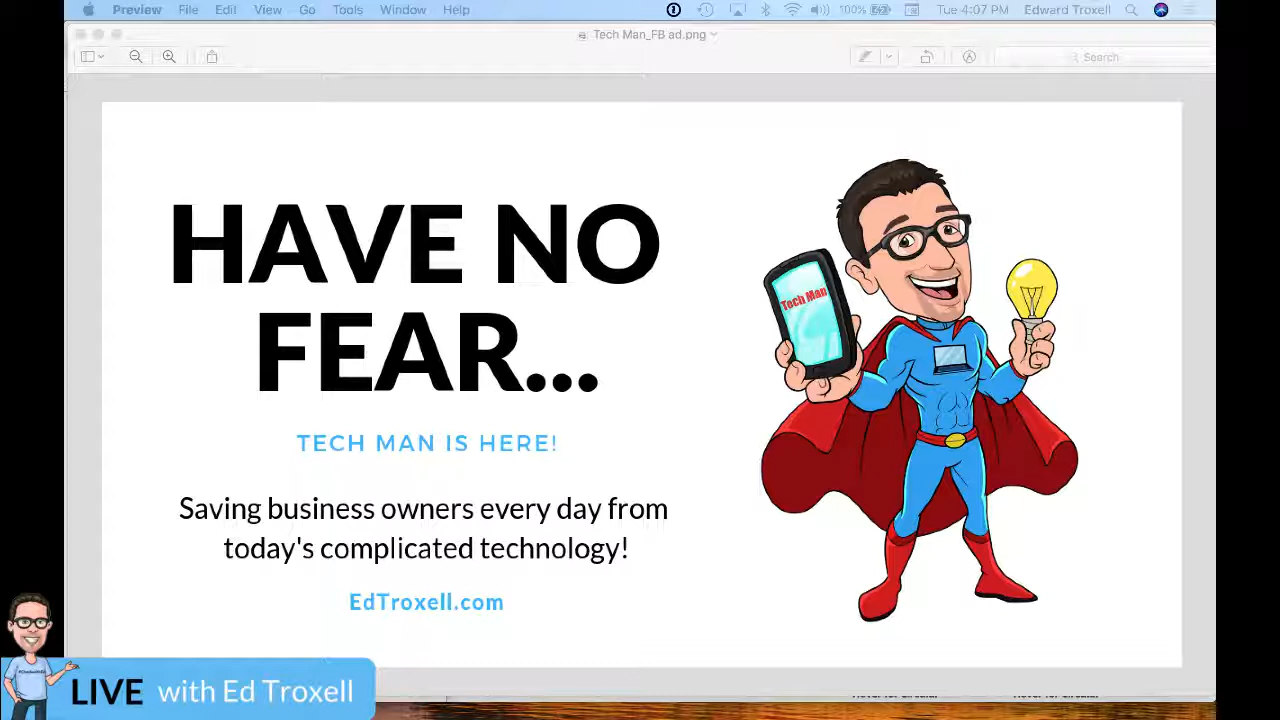 Preview File Edit View Go Tools Window Help 100% Tue 4:07 PM Edward Troxell
Tech Man_FB ad.png
Search
HAVE NO
FEAR...
TECH MAN IS HERE!
Saving business owners every day from
today's complicated technology!
EdTroxell.com
Tech Man
LIVE with Ed Troxell